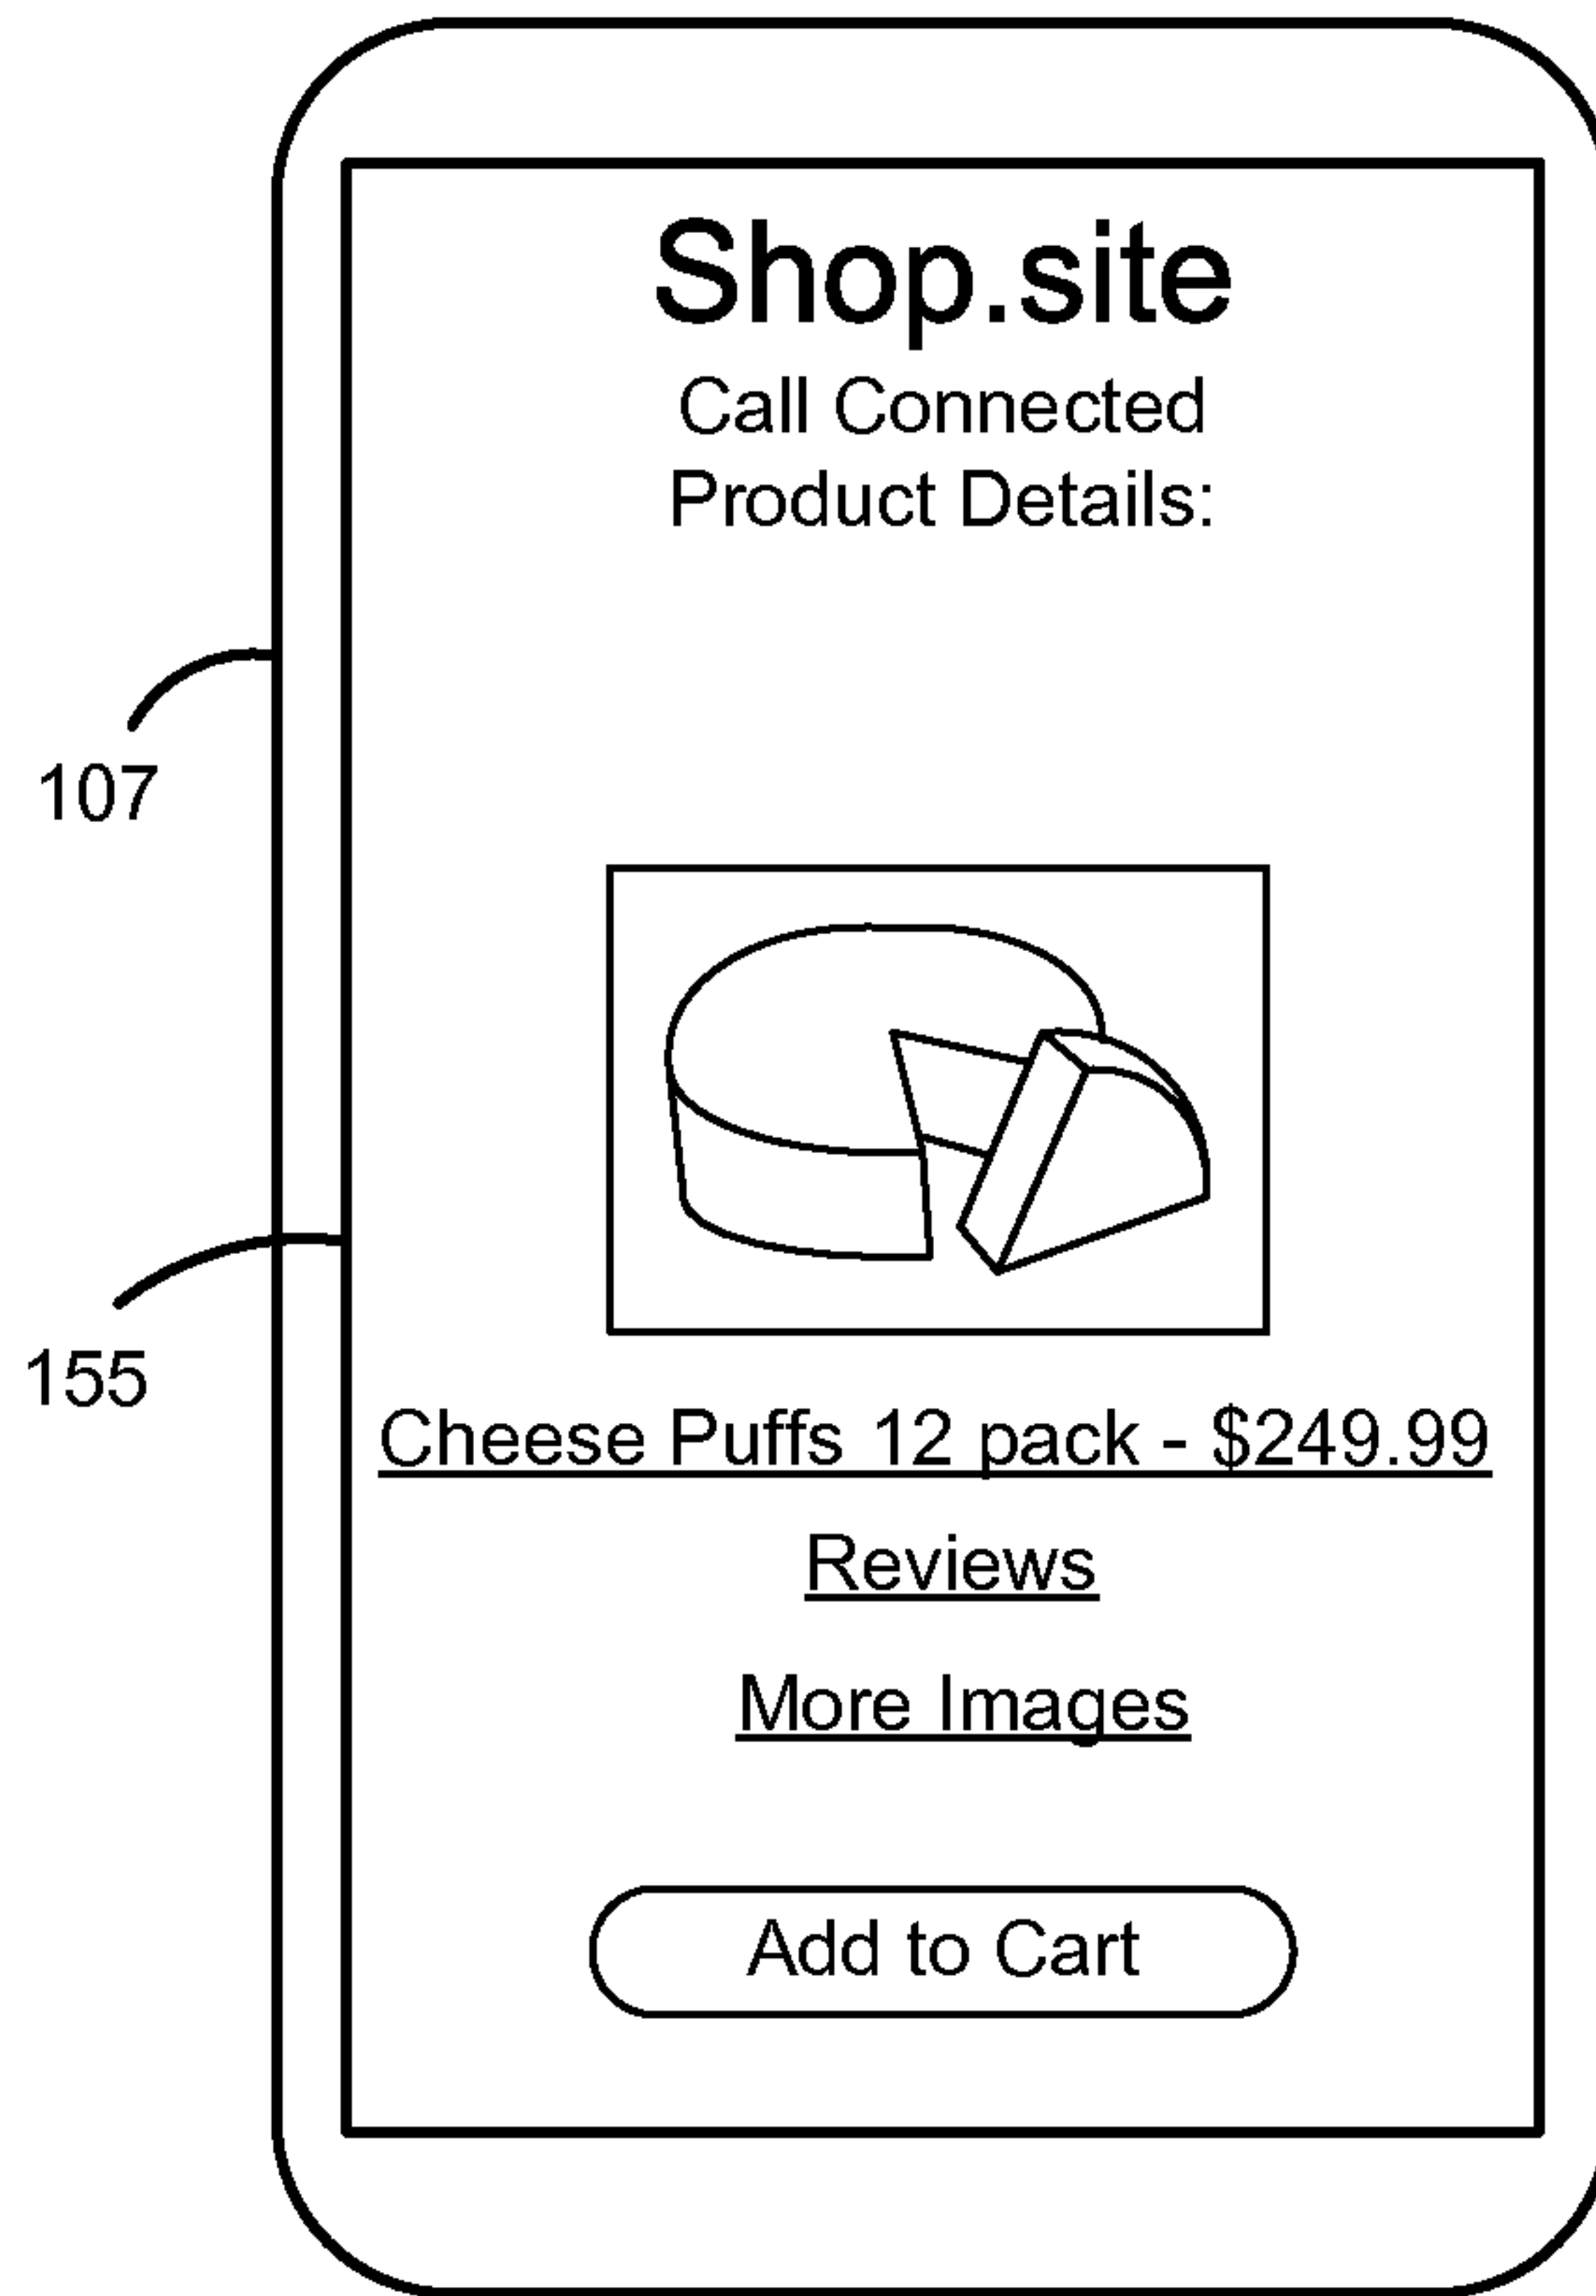 Shop.site
Call Connected
Product Details:
107
155
Cheese Puffs 12 pack - $249.99
Reviews
More Images
Add to Cart